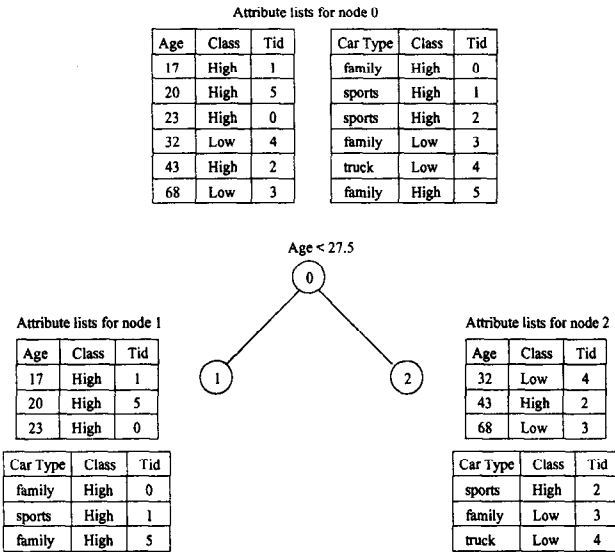 Attribute lists for node 0
Age Class Tid
17 High 1
20 High 5
23 High 0
32 Low 4
43 High 2
68 Low 3
Car Type Class Tid
family High 0
sports High 1
sports High 2
family Low 3
truck Low 4
family High 5
Age < 27.5
0
1
2
Attribute lists for node 1
Age Class Tid
17 High 1
20 High 5
23 High 0
Car Type Class Tid
family High 0
sports High 1
family High 5
Attribute lists for node 2
Age Class Tid
32 Low 4
43 High 2
68 Low 3
Car Type Class Tid
sports High 2
family Low 3
truck Low 4